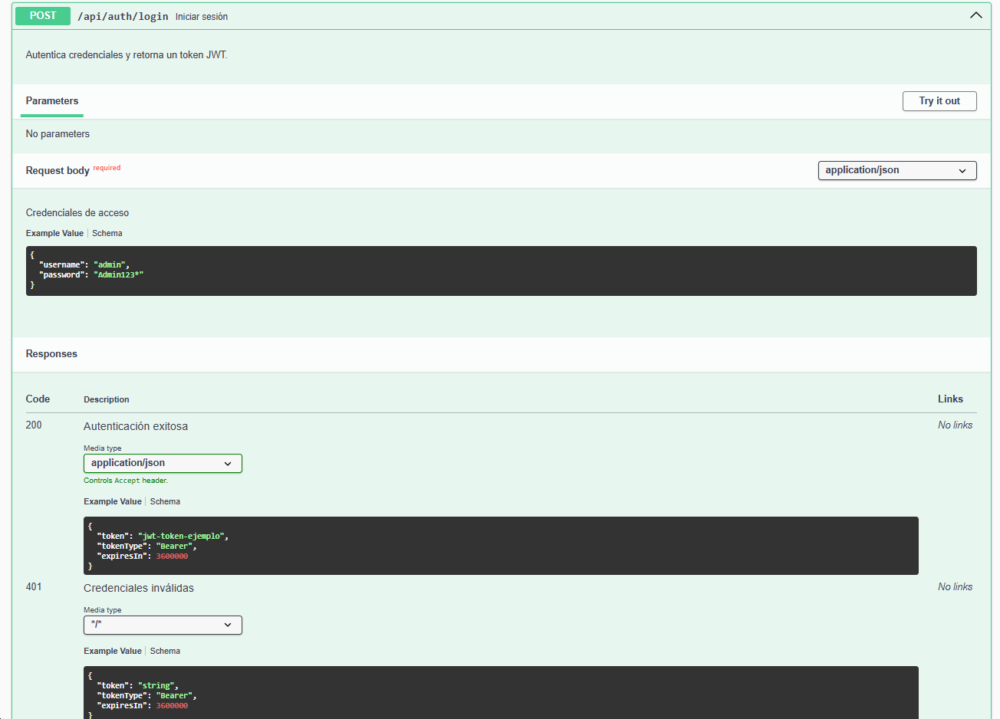 POST /api/auth/login Iniciar sesión
Autentica credenciales y retorna un token JWT.
Parameters
Try it out
No parameters
Request body required
application/json
Credenciales de acceso
Example Value Schema
{
"username": "admin",
"password": "Admin123*"
}
Responses
Code Description Links
200 Autenticación exitosa No links
Media type
application/json
Controls Accept header.
Example Value Schema
{
"token": "jwt-token-ejemplo",
"tokenType": "Bearer",
"expiresIn": 3600000
}
401 Credenciales inválidas No links
Media type
*/*
Example Value Schema
{
"token": "string",
"tokenType": "Bearer",
"expiresIn": 3600000
}